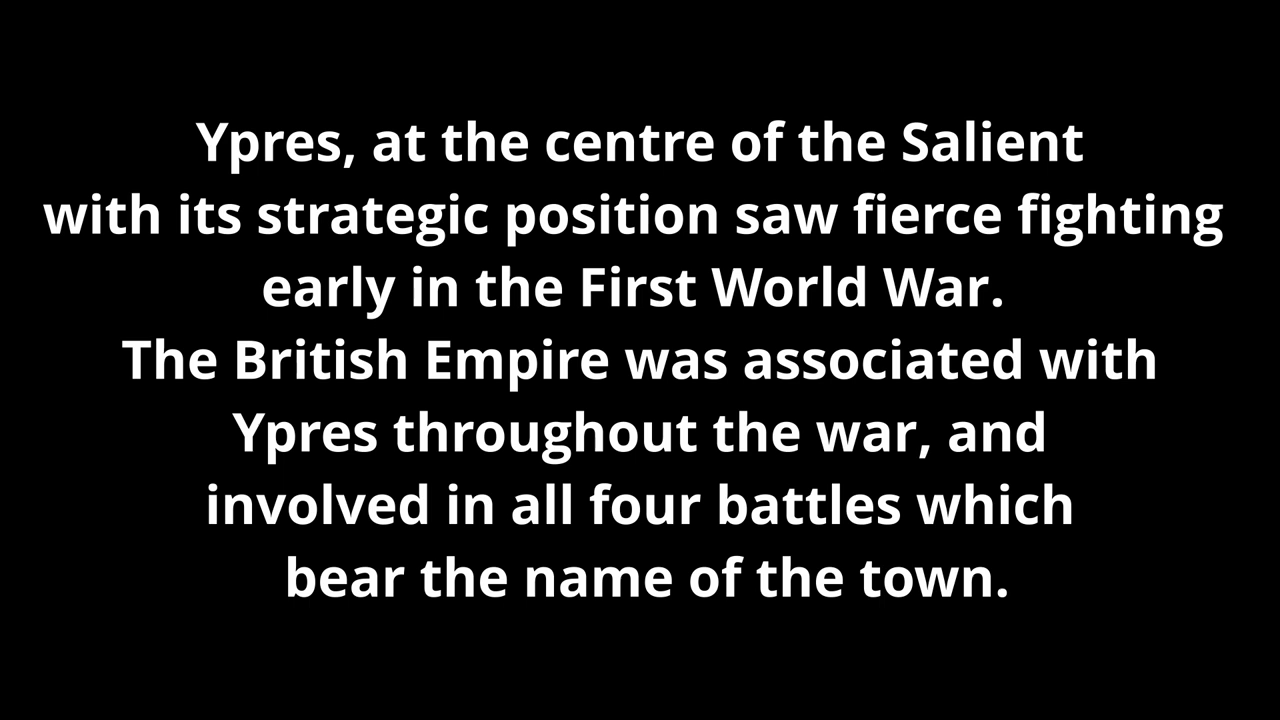 Ypres, at the centre of the Salient
with its strategic position saw fierce fighting
early in the First World War.
The British Empire was associated with
Ypres throughout the war, and
involved in all four battles which
bear the name of the town.